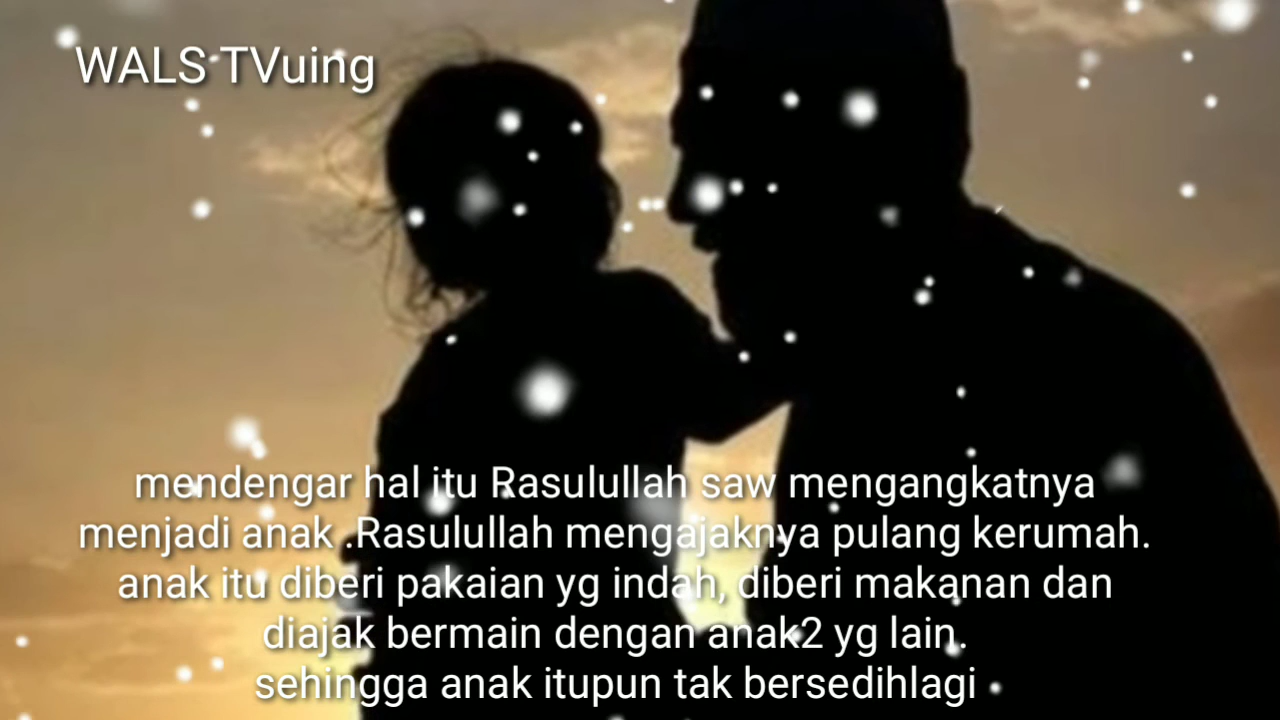 WALS TVuing
mendengar hal itu Rasulullah saw mengangkatnya
menjadi anak .Rasulullah mengajaknya pulang kerumah.
anak itu diberi pakaian yg indah, diberi makanan dan
diajak bermain dengan anak2 yg lain.
sehingga anak itupun tak bersedihlagi